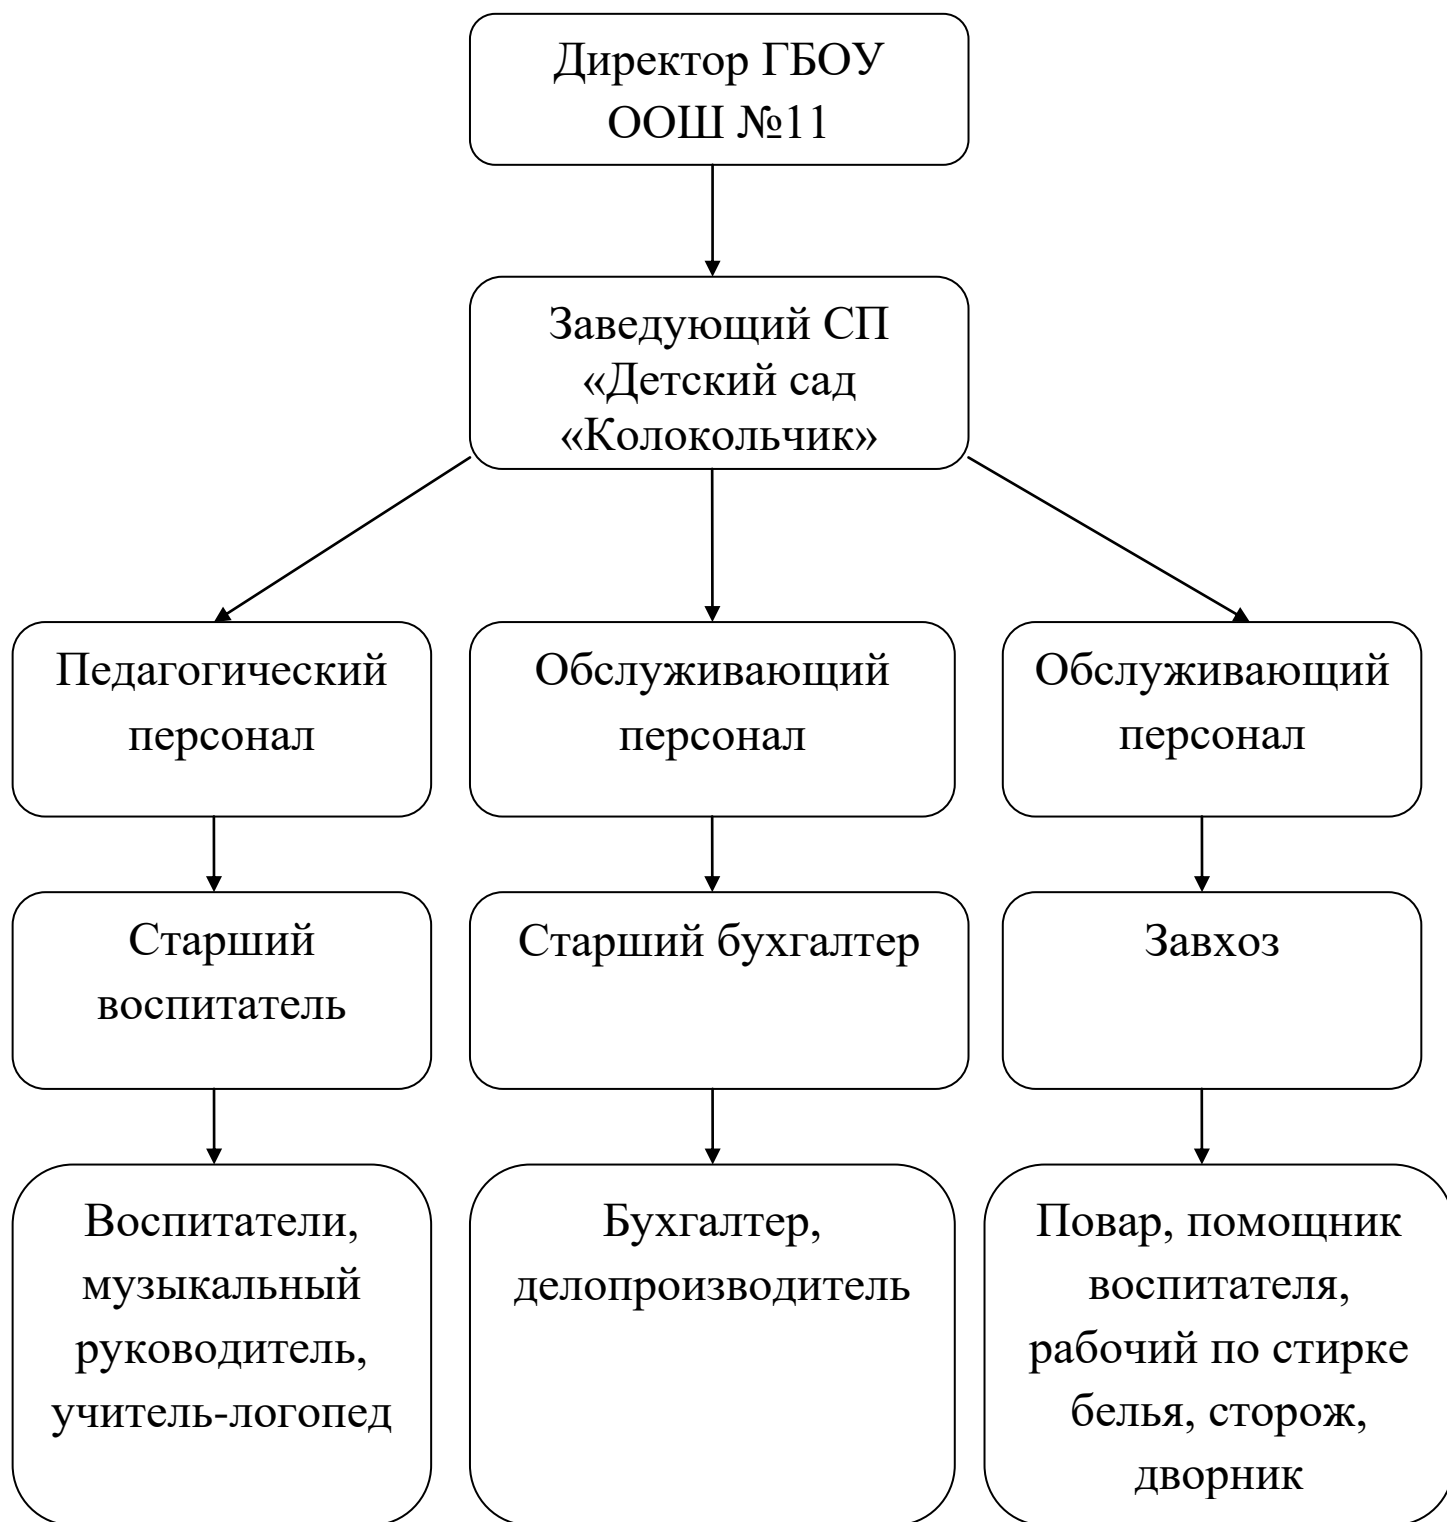 Директор ГБОУ
ООШ №11
Заведующий СП
«Детский сад
«Колокольчик»
Педагогический
персонал
Обслуживающий
персонал
Обслуживающий
персонал
Старший
воспитатель
Старший бухгалтер
Завхоз
Воспитатели,
музыкальный
руководитель,
учитель-логопед
Бухгалтер,
делопроизводитель
Повар, помощник
воспитателя,
рабочий по стирке
белья, сторож,
дворник